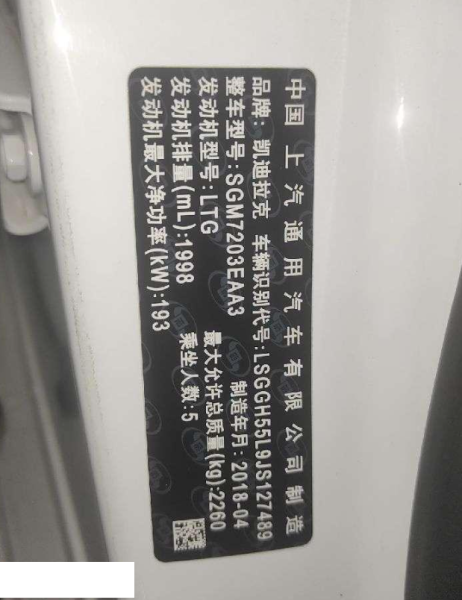 中国 上汽通用汽车有限公司制造
品牌: 凯迪拉克 车辆识别代号: LSGGH55L9JS127489
整车型号: SGM7203EAA3 制造年月: 2018-04
发动机型号: LTG 最大允许总质量(kg): 2260
发动机排量(mL): 1998 乘坐人数: 5
发动机最大净功率(kW): 193